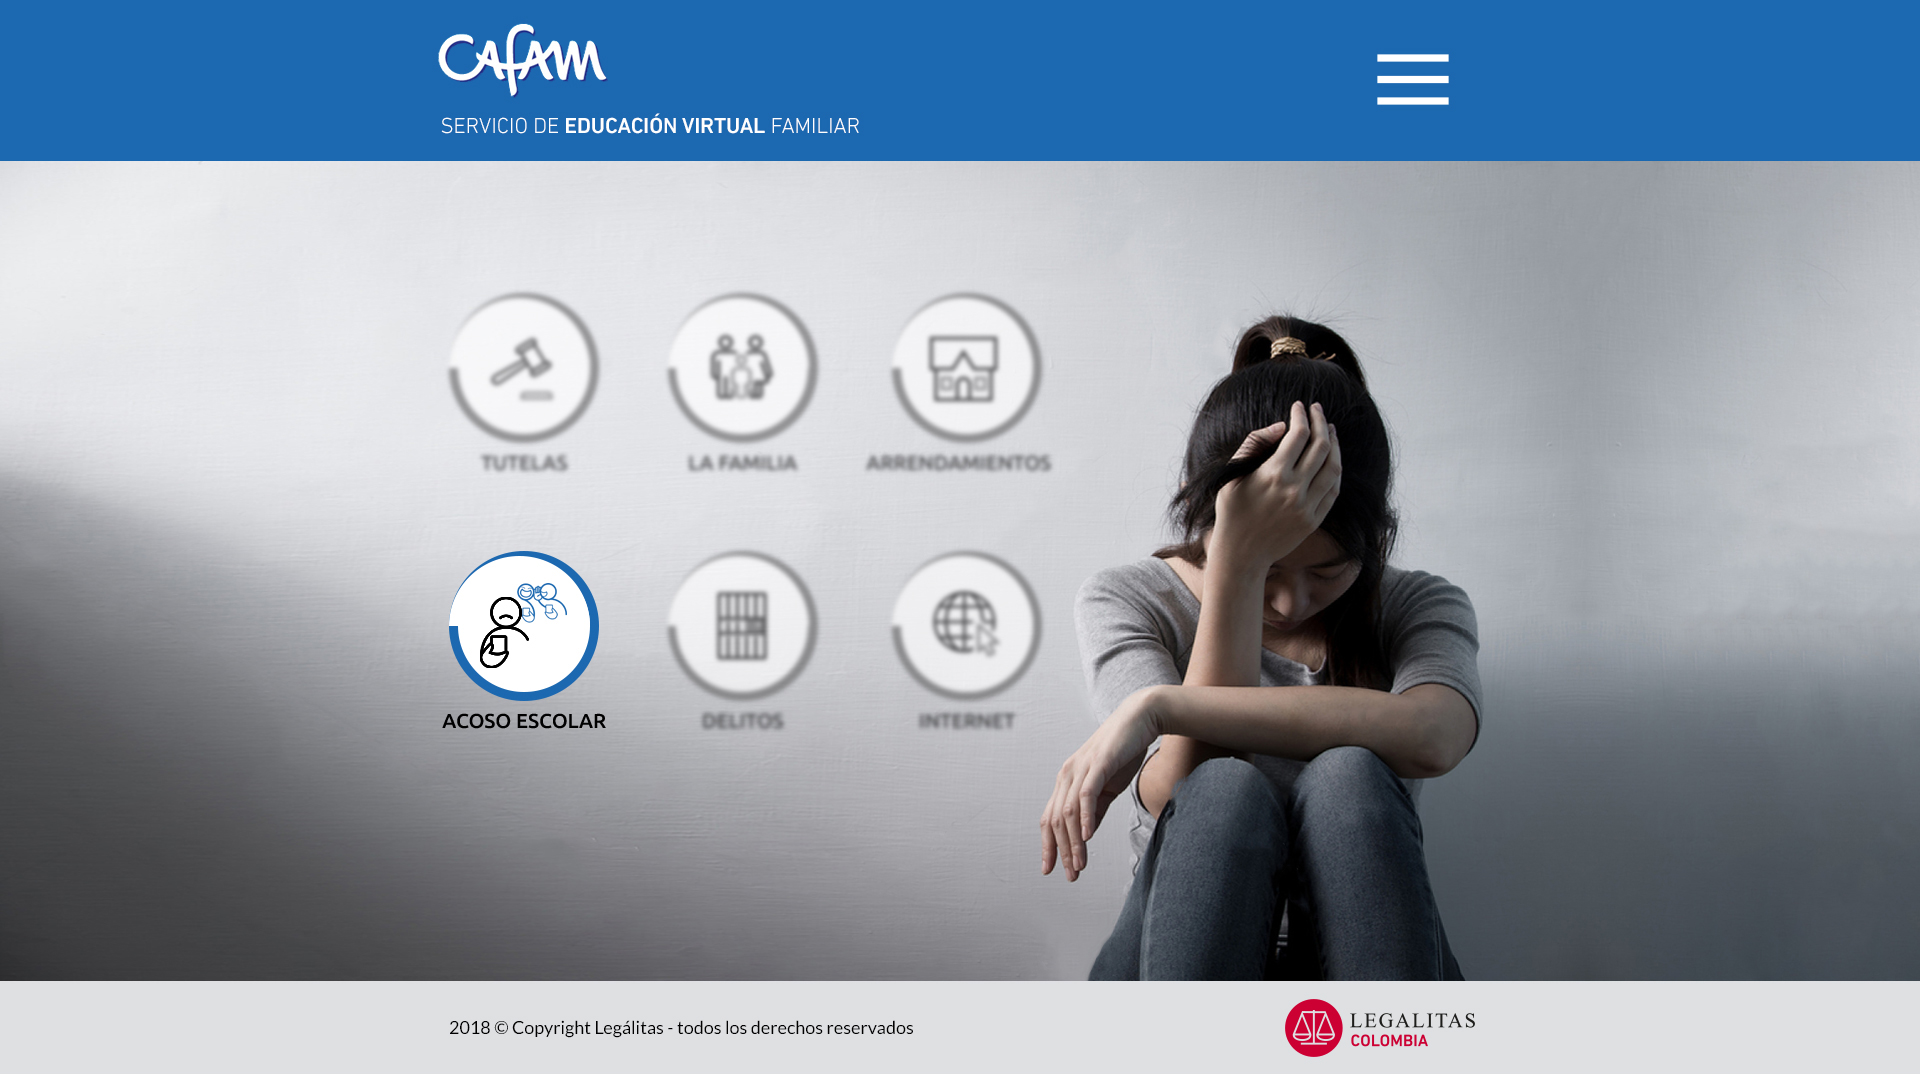 Cafam
SERVICIO DE EDUCACIÓN VIRTUAL FAMILIAR
TUTELAS
LA FAMILIA
ARRENDAMIENTOS
ACOSO ESCOLAR
DELITOS
INTERNET
2018 © Copyright Legálitas - todos los derechos reservados
LEGALITAS
COLOMBIA